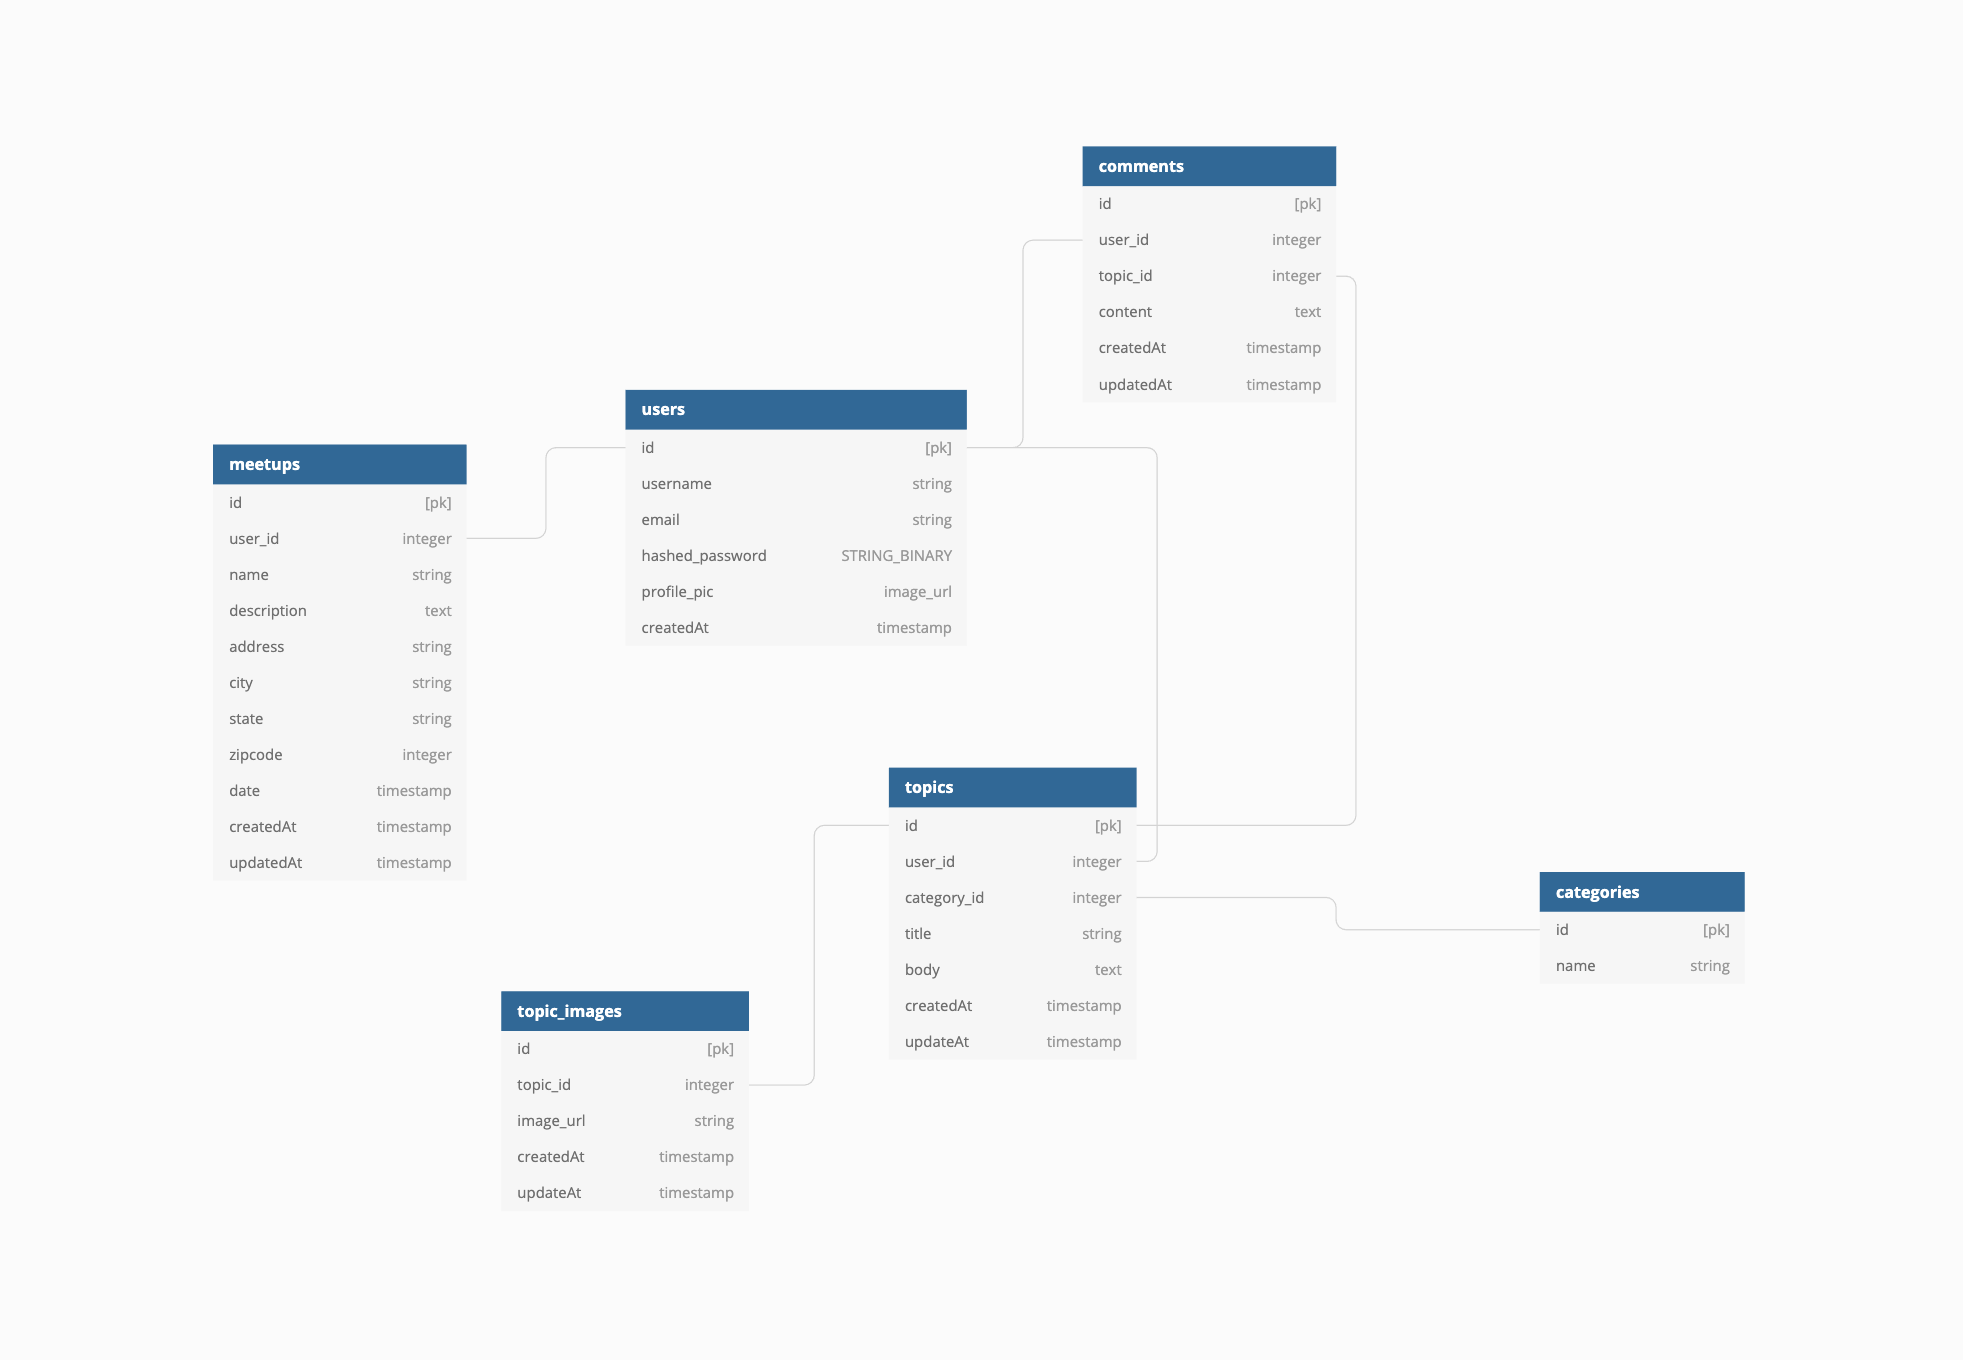 comments
id [pk]
user_id integer
topic_id integer
content text
createdAt timestamp
updatedAt timestamp
users
id [pk]
username string
email string
hashed_password STRING_BINARY
profile_pic image_url
createdAt timestamp
meetups
id [pk]
user_id integer
name string
description text
address string
city string
state string
zipcode integer
date timestamp
createdAt timestamp
updatedAt timestamp
topics
id [pk]
user_id integer
category_id integer
title string
body text
createdAt timestamp
updateAt timestamp
categories
id [pk]
name string
topic_images
id [pk]
topic_id integer
image_url string
createdAt timestamp
updateAt timestamp